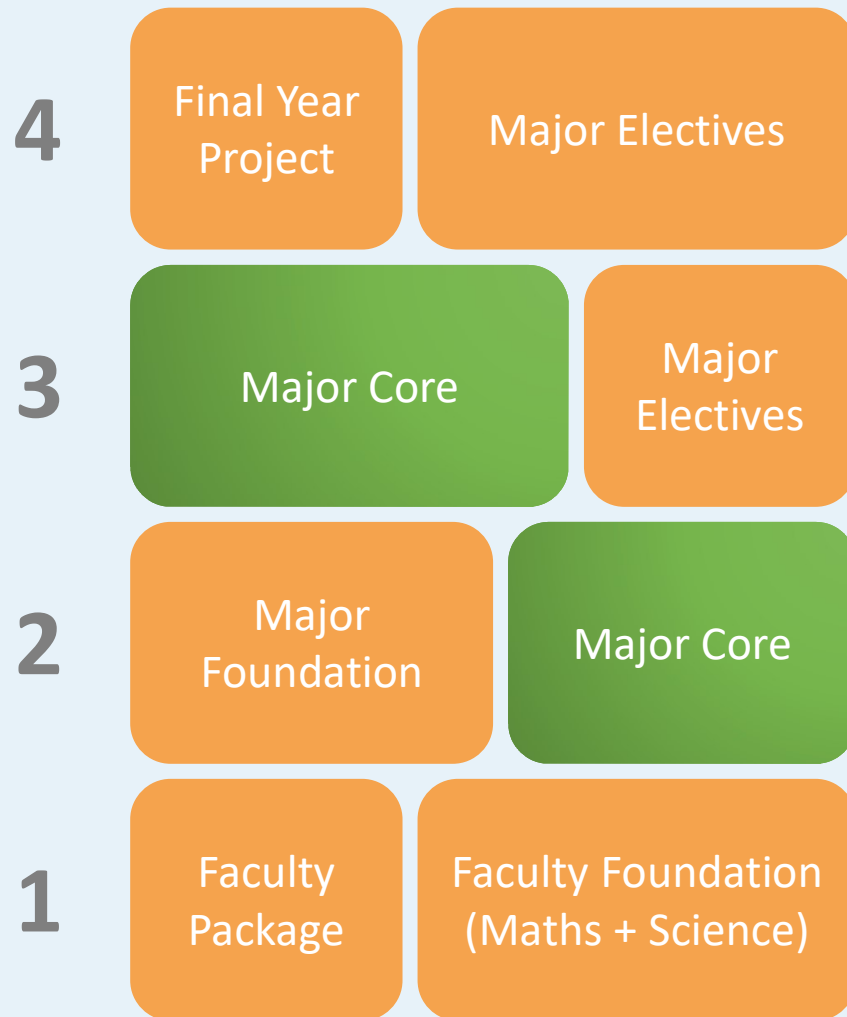 4
Final Year
Project
Major Electives
3
Major Core
Major
Electives
2
Major
Foundation
Major Core
1
Faculty
Package
Faculty Foundation
(Maths + Science)